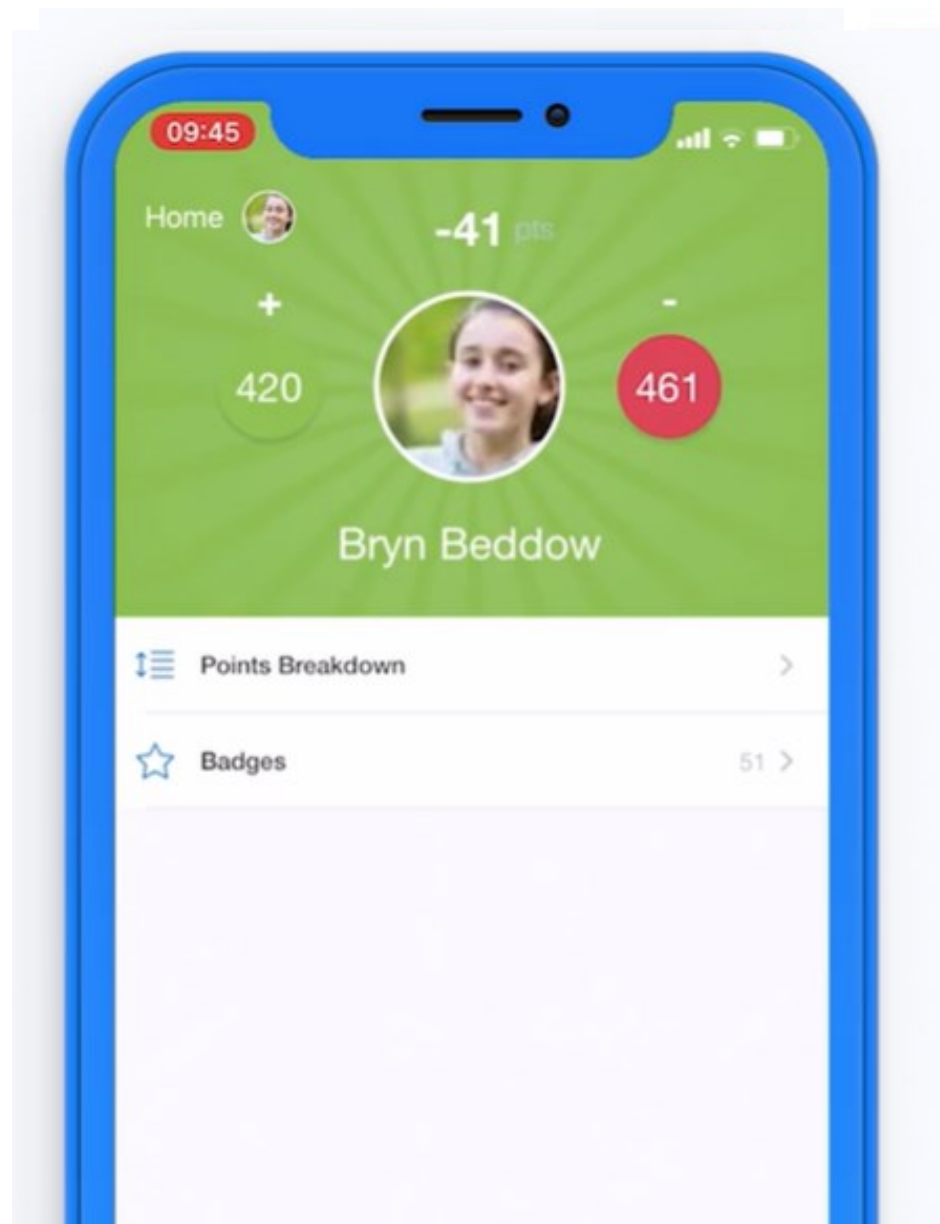 09:45
Home
-41 pts
+
-
420
461
Bryn Beddow
Points Breakdown
Badges
51